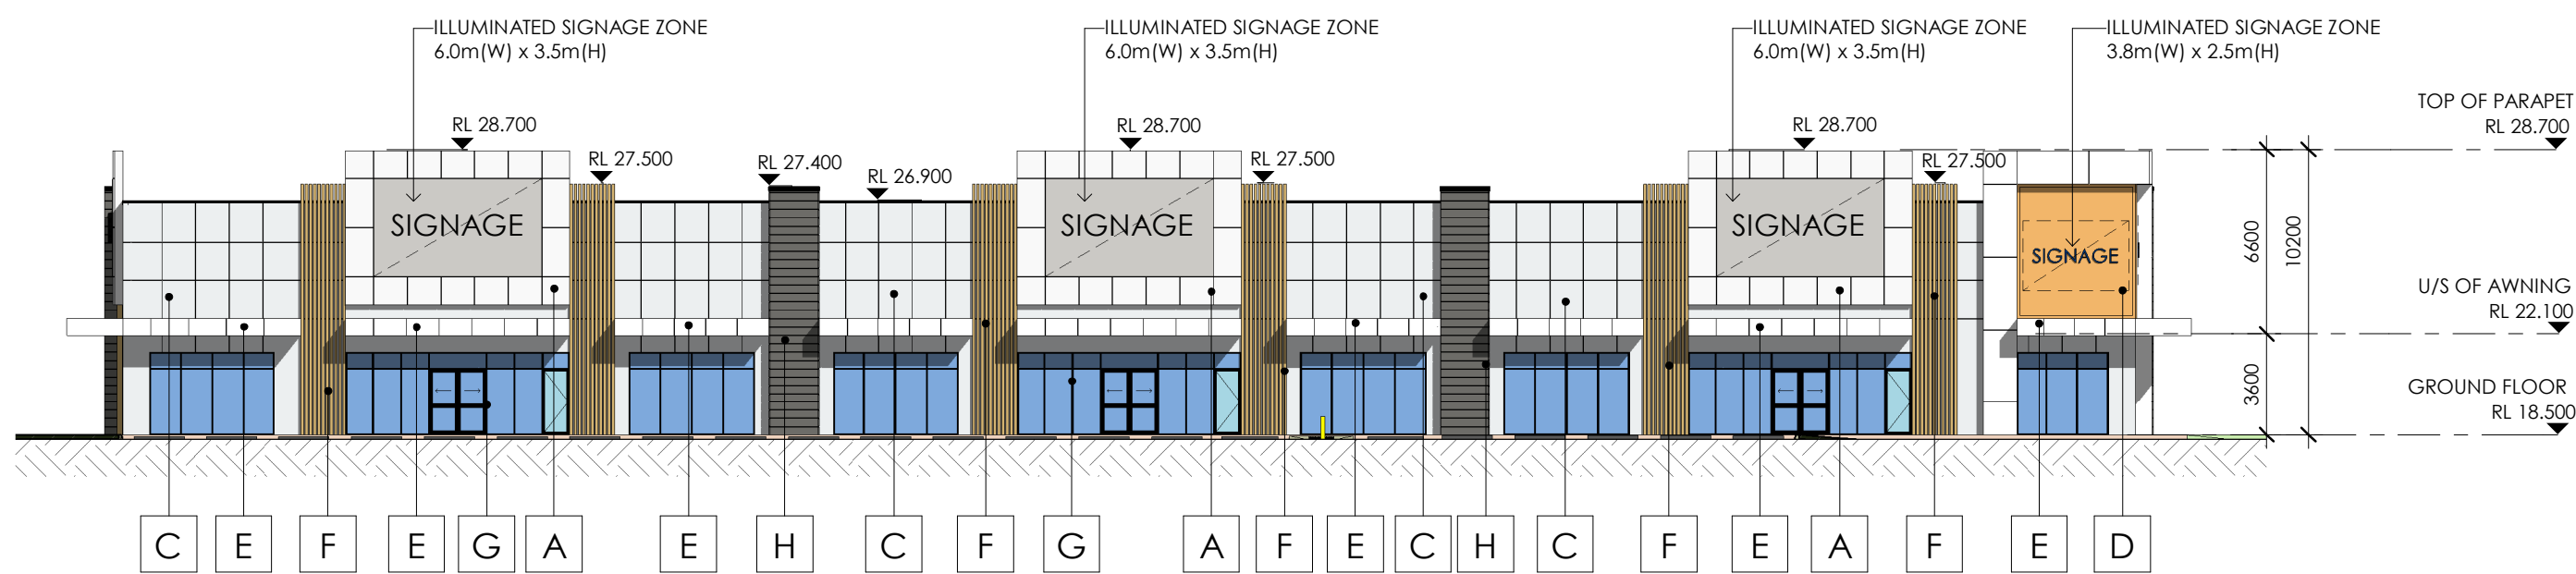 ILLUMINATED SIGNAGE ZONE
6.0m(W) x 3.5m(H)
ILLUMINATED SIGNAGE ZONE
6.0m(W) x 3.5m(H)
ILLUMINATED SIGNAGE ZONE
6.0m(W) x 3.5m(H)
ILLUMINATED SIGNAGE ZONE
3.8m(W) x 2.5m(H)
TOP OF PARAPET
RL 28.700
RL 28.700
RL 28.700
RL 28.700
RL 27.500
RL 27.400
RL 26.900
RL 27.500
RL 27.500
SIGNAGE
SIGNAGE
SIGNAGE
SIGNAGE
6600
10200
U/S OF AWNING
RL 22.100
3600
GROUND FLOOR
RL 18.500
C E F E G A E H C F G A F E C H C F E A F E D